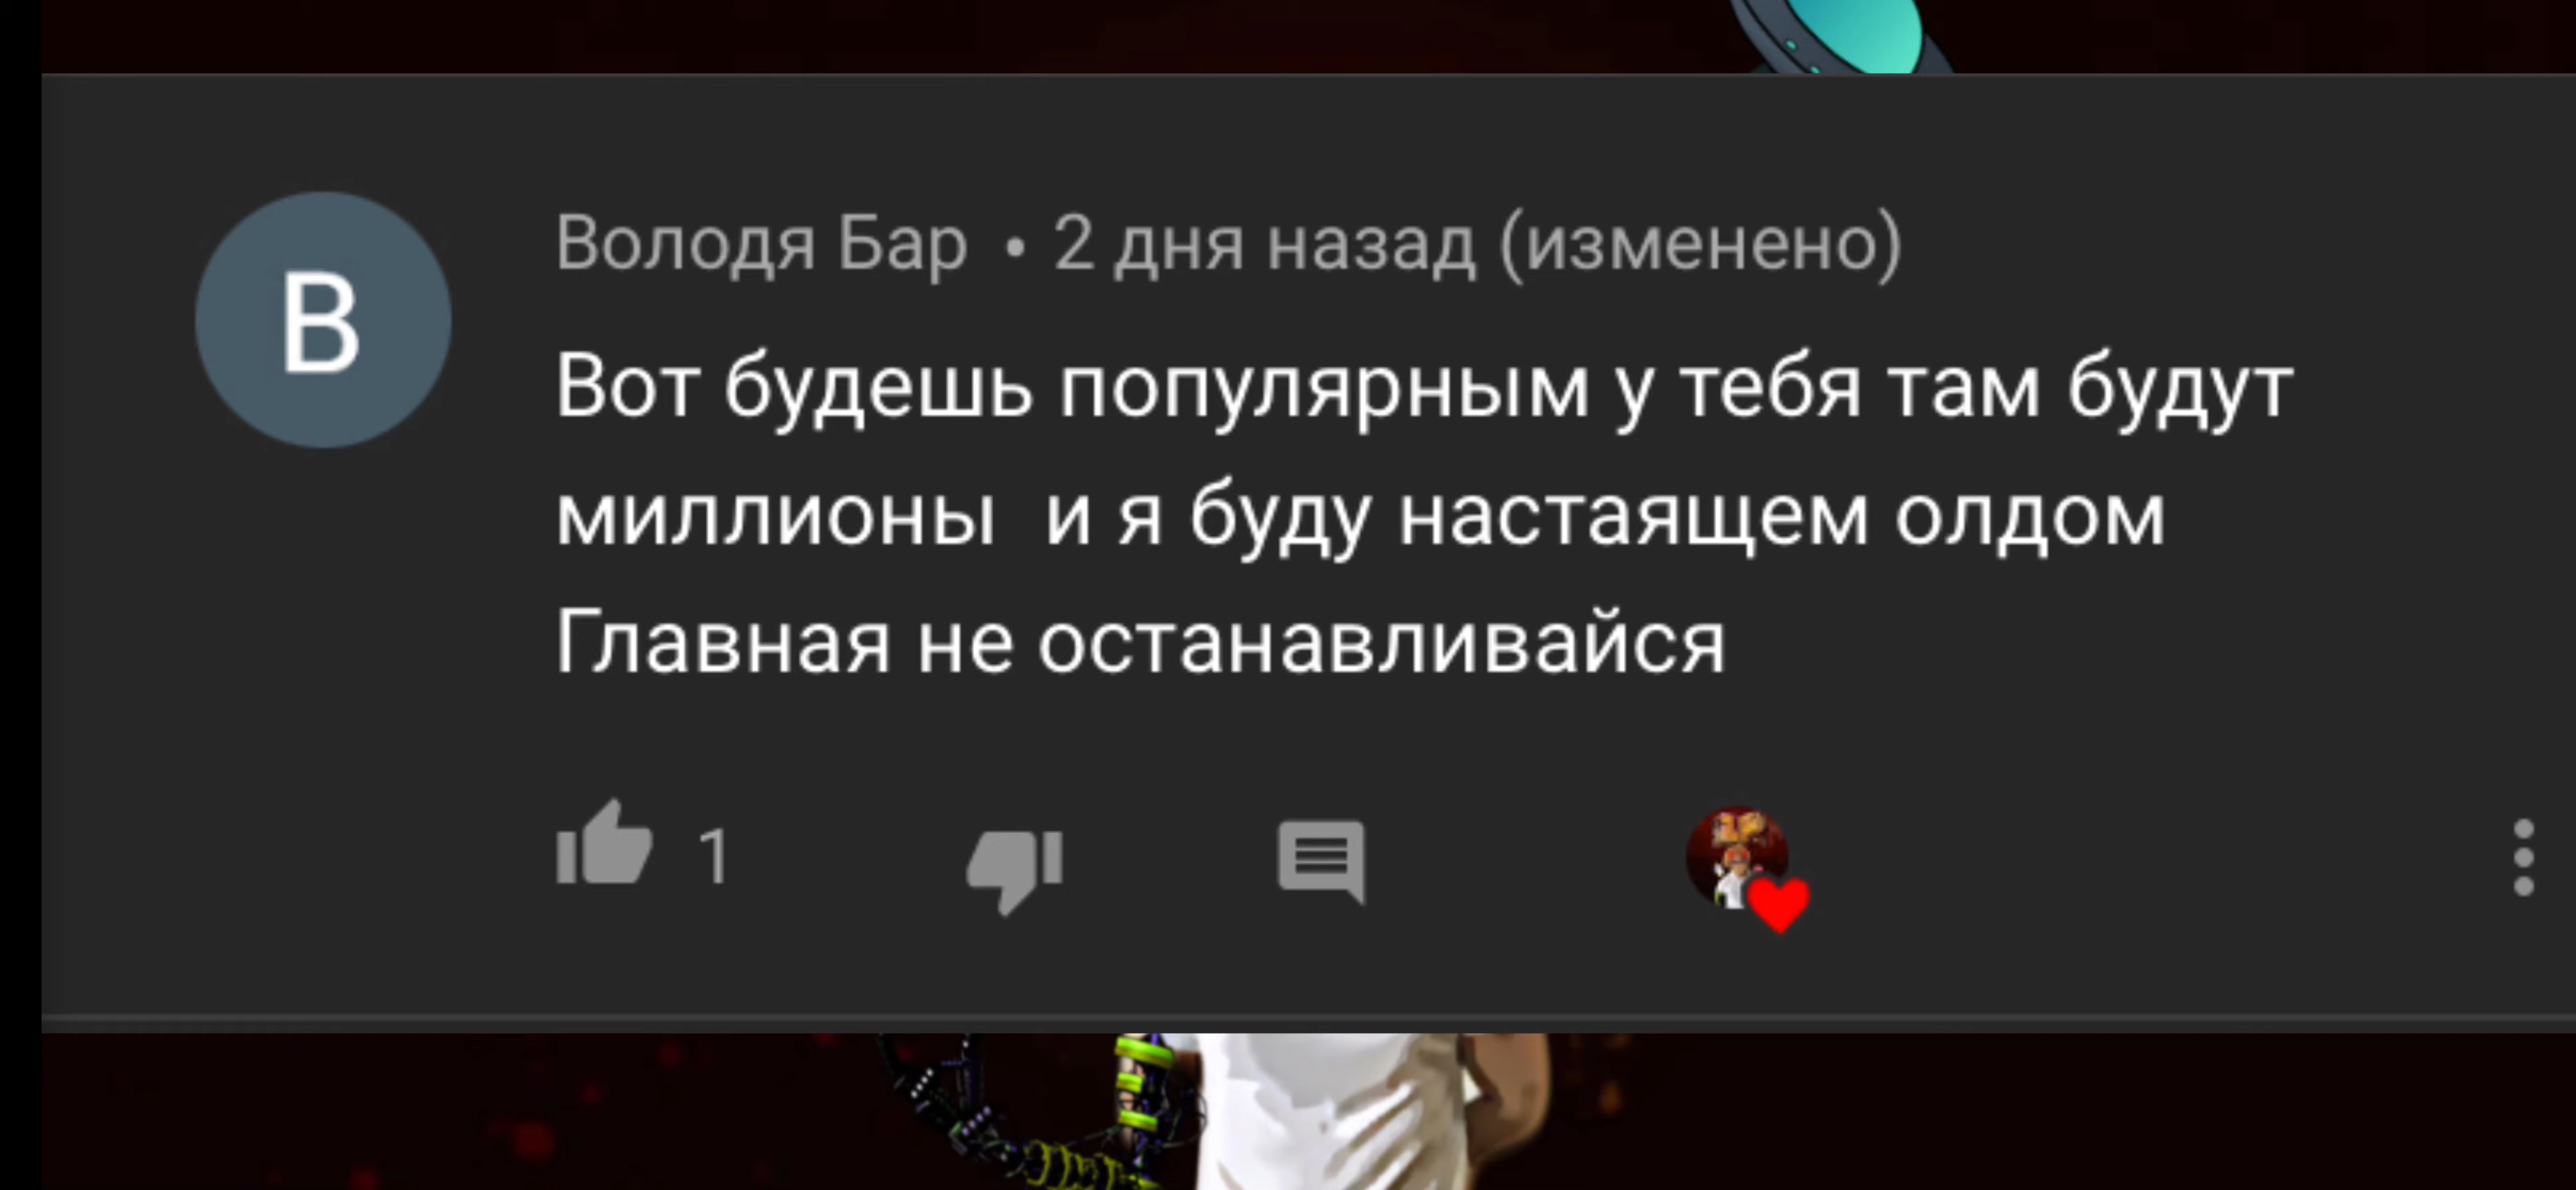 В
Володя Бар • 2 дня назад (изменено)
Вот будешь популярным у тебя там будут
миллионы  и я буду настаящем олдом
Главная не останавливайся
1